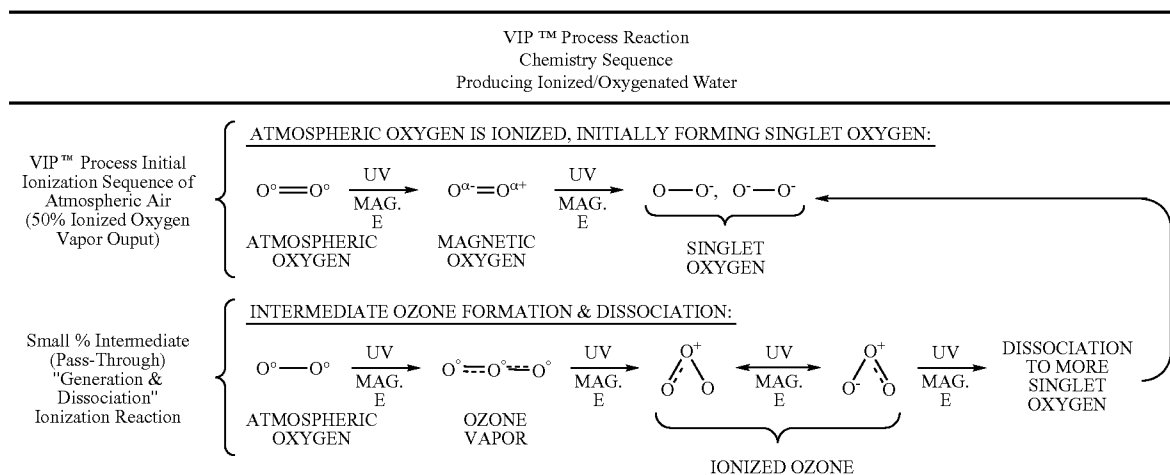 VIP ™ Process Reaction
Chemistry Sequence
Producing Ionized/Oxygenated Water
VIP ™ Process Initial
Ionization Sequence of
Atmospheric Air
(50% Ionized Oxygen
Vapor Ouput)
ATMOSPHERIC OXYGEN IS IONIZED, INITIALLY FORMING SINGLET OXYGEN:
O°=O° UV MAG. E Oα-=Oα+ UV MAG. E O—O-, O-—O-
ATMOSPHERIC OXYGEN
MAGNETIC OXYGEN
SINGLET OXYGEN
Small % Intermediate
(Pass-Through)
"Generation &
Dissociation"
Ionization Reaction
INTERMEDIATE OZONE FORMATION & DISSOCIATION:
O°—O° UV MAG. E O°=O°=O° UV MAG. E O+ O O UV MAG. E O+ O- O UV MAG. E
ATMOSPHERIC OXYGEN
OZONE VAPOR
IONIZED OZONE
DISSOCIATION
TO MORE
SINGLET
OXYGEN